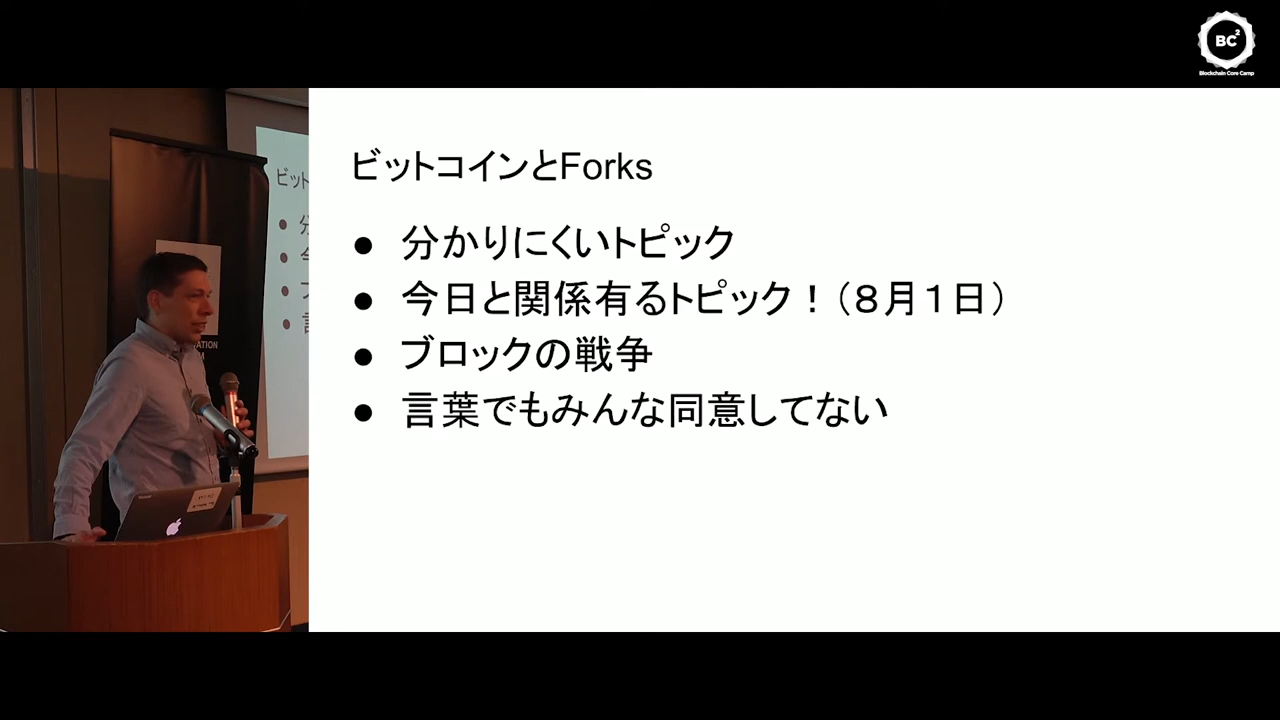 BC2
Blockchain Core Camp
ビットコインとForks
● 分かりにくいトピック
● 今日と関係有るトピック！（８月１日）
● ブロックの戦争
● 言葉でもみんな同意してない
ビット